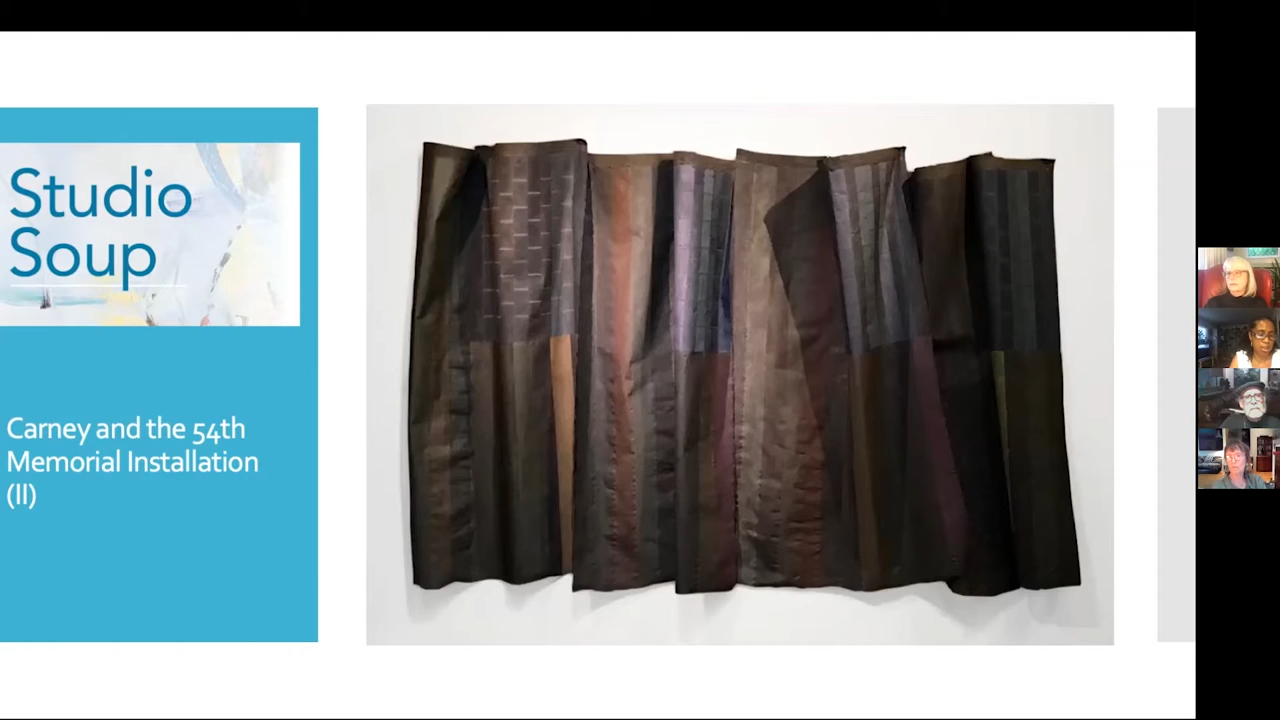 Studio
Soup
Carney and the 54th
Memorial Installation
(II)